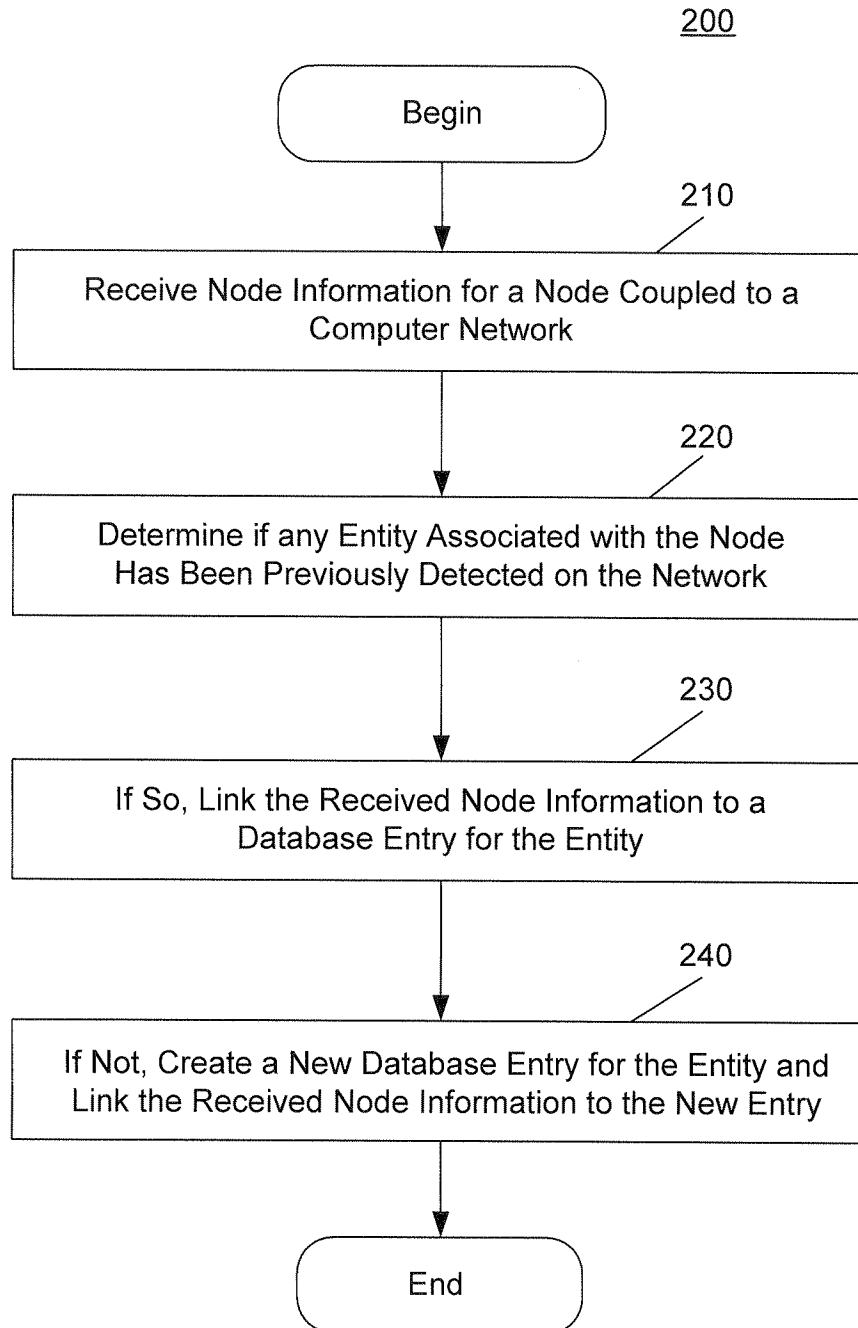 200
Begin
210
Receive Node Information for a Node Coupled to a
Computer Network
220
Determine if any Entity Associated with the Node
Has Been Previously Detected on the Network
230
If So, Link the Received Node Information to a
Database Entry for the Entity
240
If Not, Create a New Database Entry for the Entity and
Link the Received Node Information to the New Entry
End